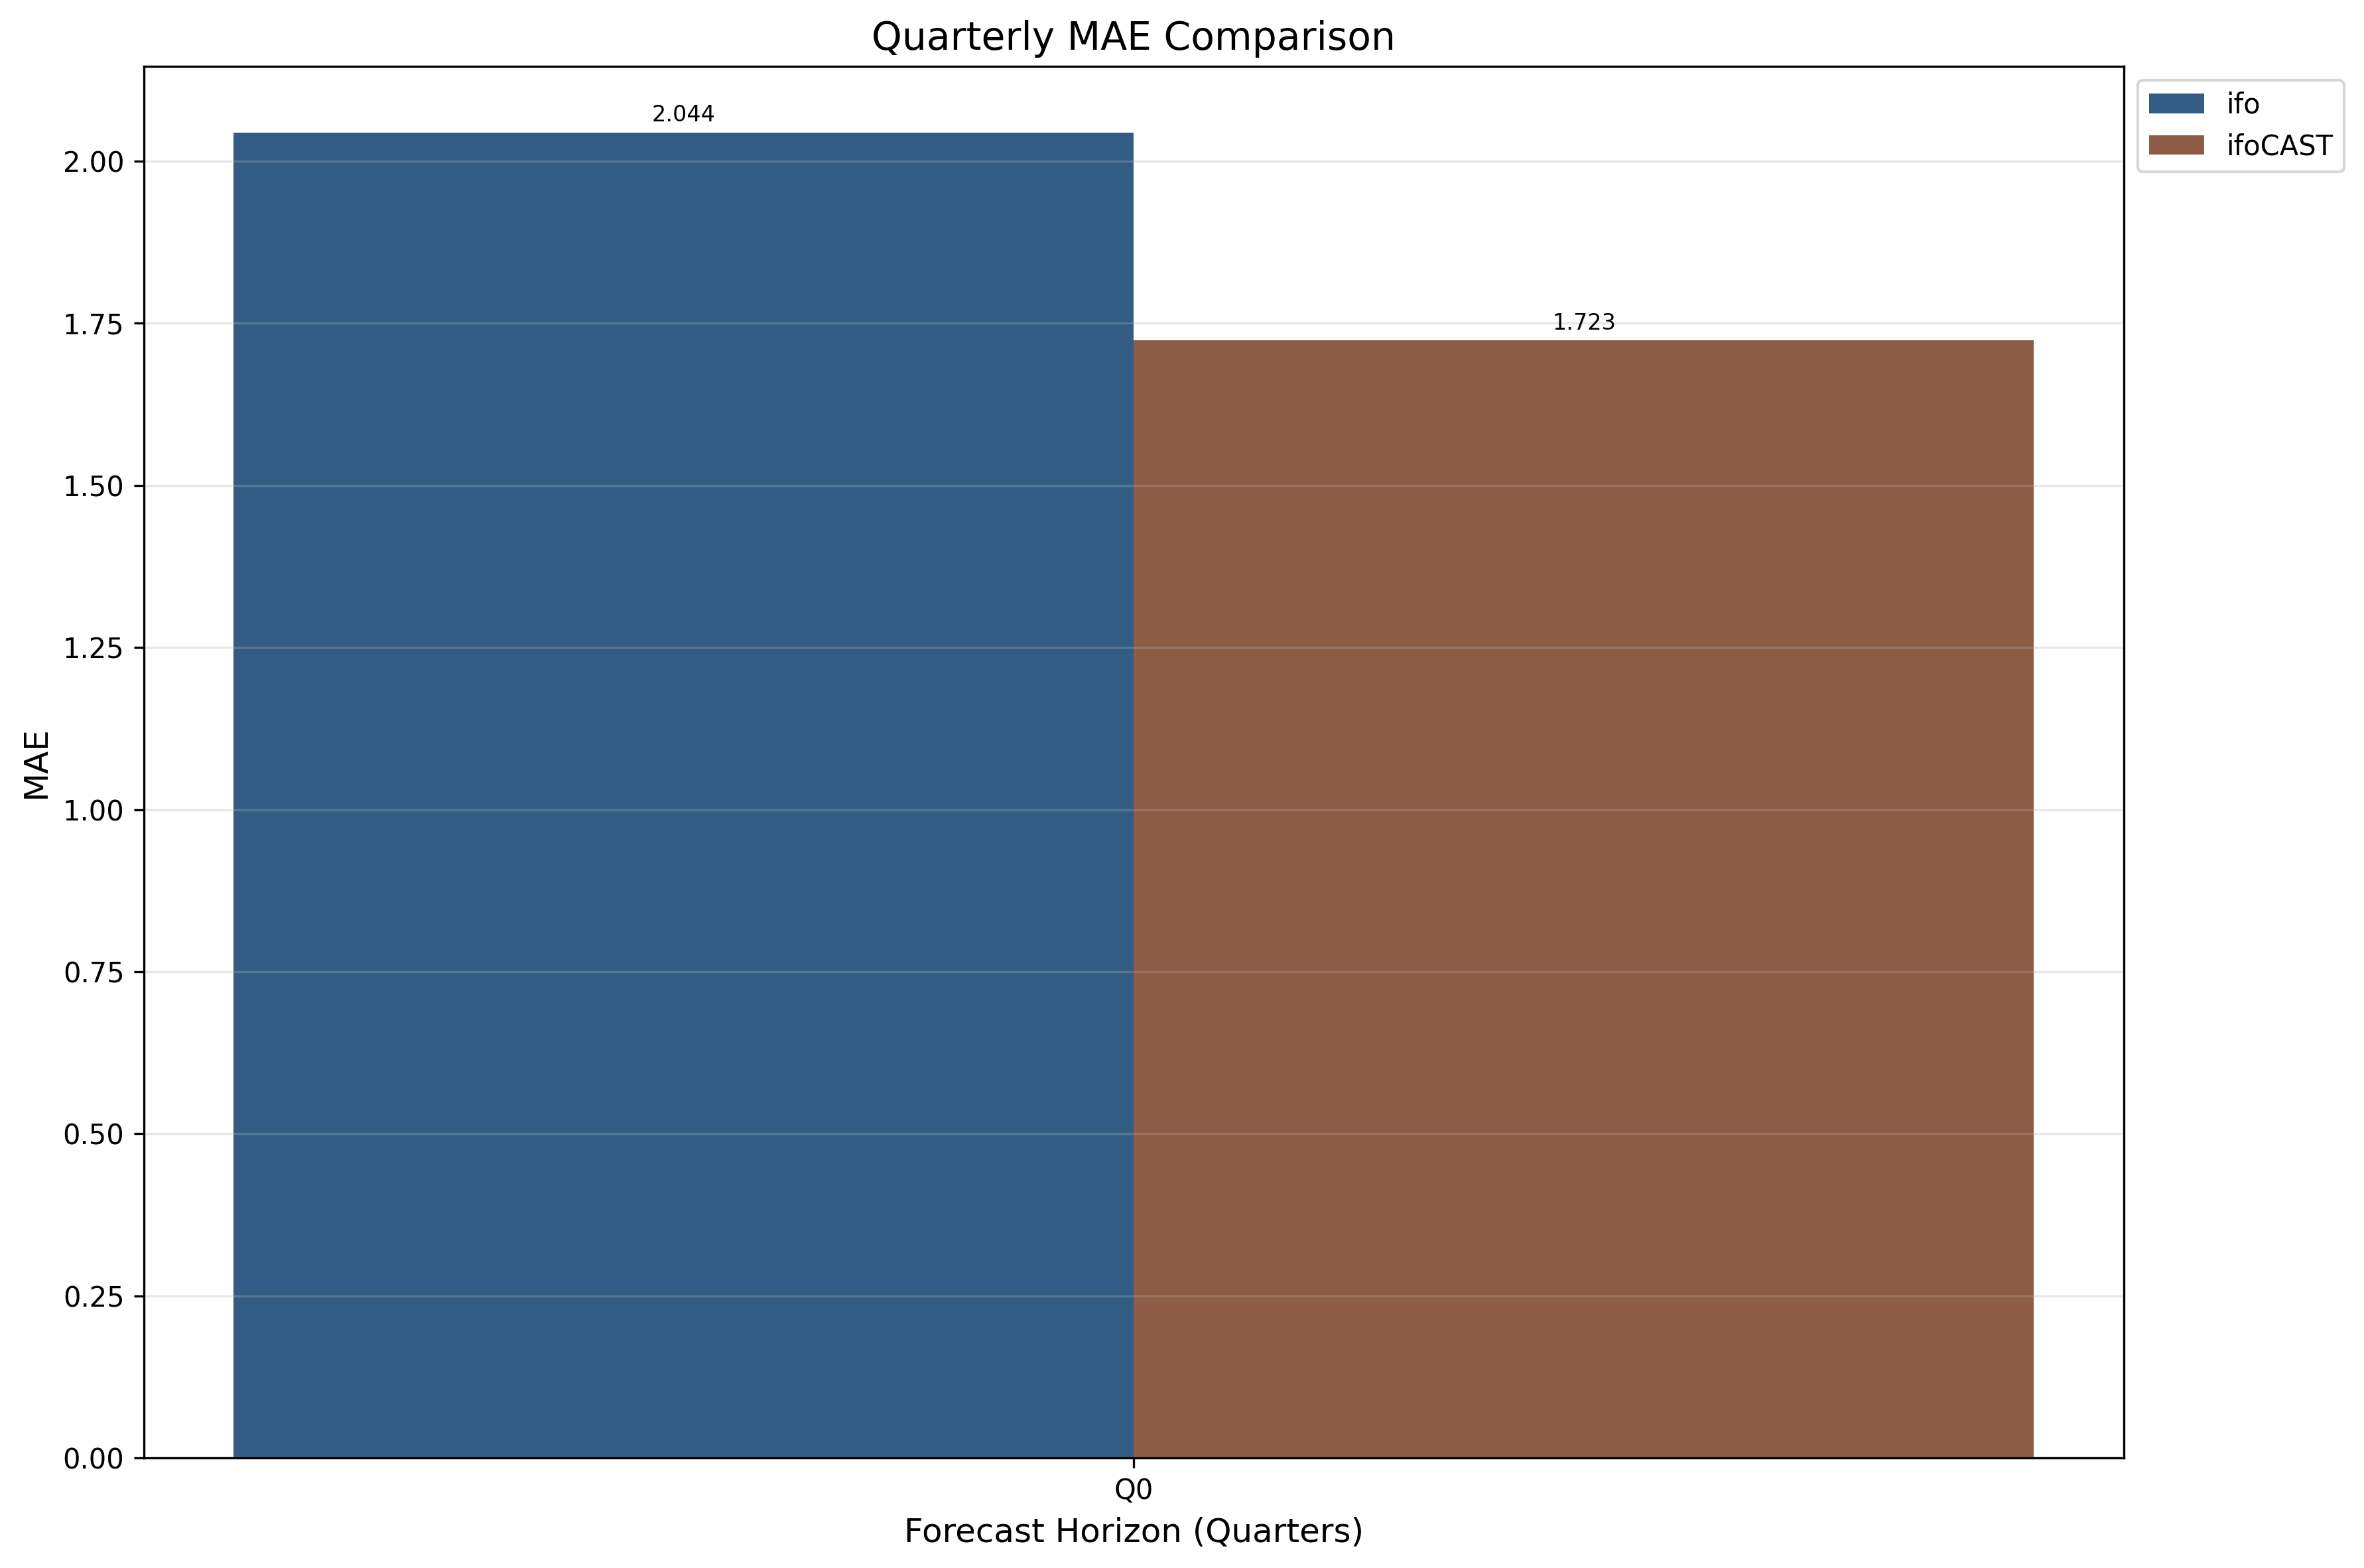 Quarterly MAE Comparison
ifo
ifoCAST
2.044
1.723
2.00
1.75
1.50
1.25
1.00
0.75
0.50
0.25
0.00
MAE
Q0
Forecast Horizon (Quarters)